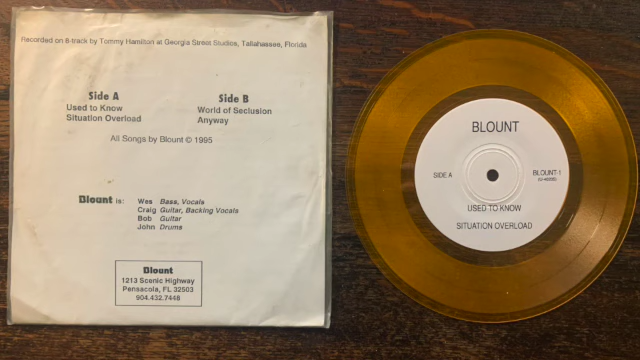 Recorded on 8-track by Tommy Hamilton at Georgia Street Studies, Tallahassee, Florida
Side A
Used to Know
Situation Overload
Side B
World of Seclusion
Anyway
All Songs by Blount © 1995
Blount is: Wes Bass, Vocals
Craig Guitar, Backing Vocals
Bob Guitar
John Drums
Blount
1213 Scenic Highway
Pensacola, FL 32503
904.432.7448
BLOUNT
SIDE A
BLOUNT-1
USED TO KNOW
SITUATION OVERLOAD